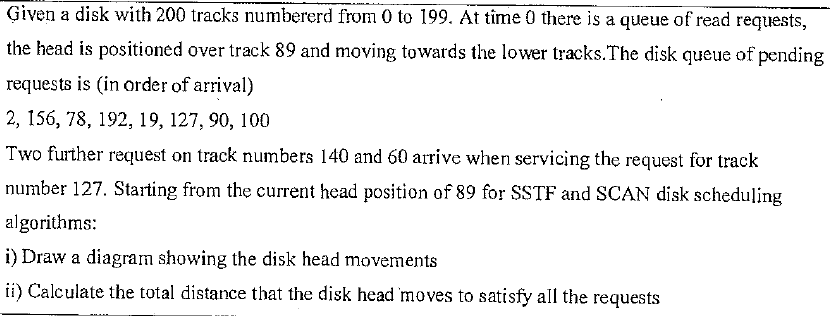 Given a disk with 200 tracks numbererd from 0 to 199. At time 0 there is a queue of read requests,
the head is positioned over track 89 and moving towards the lower tracks.The disk queue of pending
requests is (in order of arrival)
2, 156, 78, 192, 19, 127, 90, 100
Two further request on track numbers 140 and 60 arrive when servicing the request for track
number 127. Starting from the current head position of 89 for SSTF and SCAN disk scheduling
algorithms:
i) Draw a diagram showing the disk head movements
ii) Calculate the total distance that the disk head moves to satisfy all the requests